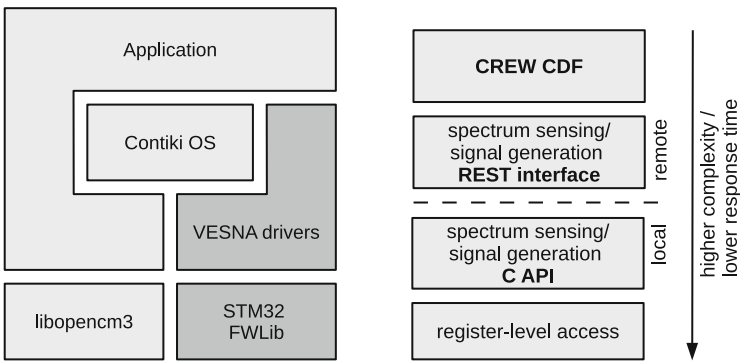 Application
Contiki OS
VESNA drivers
libopencm3
STM32
FWLib
CREW CDF
spectrum sensing/
signal generation
REST interface
remote
local
spectrum sensing/
signal generation
C API
register-level access
higher complexity /
lower response time